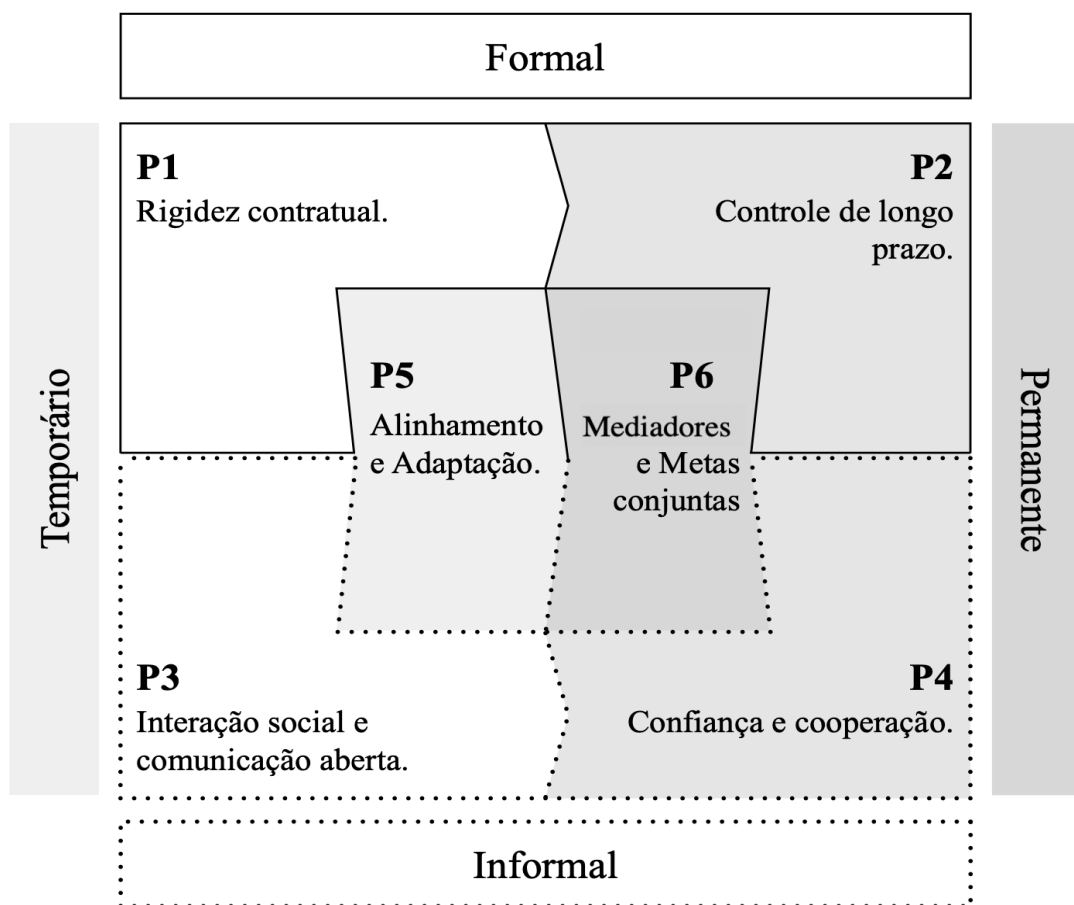 Formal
Temporário
P1
Rigidez contratual.
P2
Controle de longo
prazo.
P5
Alinhamento
e Adaptação.
P6
Mediadores
e Metas
conjuntas
P3
Interação social e
comunicação aberta.
P4
Confiança e cooperação.
Permanente
Informal